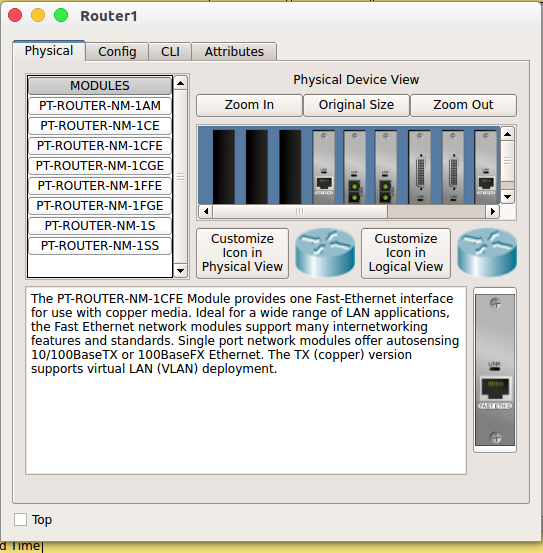 Router1
Physical
Config
CLI
Attributes
MODULES
PT-ROUTER-NM-1AM
PT-ROUTER-NM-1CE
PT-ROUTER-NM-1CFE
PT-ROUTER-NM-1CGE
PT-ROUTER-NM-1FFE
PT-ROUTER-NM-1FGE
PT-ROUTER-NM-1S
PT-ROUTER-NM-1SS
Physical Device View
Zoom In
Original Size
Zoom Out
LINK
LINK
LINK
LINK
Customize
Icon in
Physical View
Customize
Icon in
Logical View
The PT-ROUTER-NM-1CFE Module provides one Fast-Ethernet interface
for use with copper media. Ideal for a wide range of LAN applications,
the Fast Ethernet network modules support many internetworking
features and standards. Single port network modules offer autosensing
10/100BaseTX or 100BaseFX Ethernet. The TX (copper) version
supports virtual LAN (VLAN) deployment.
LINK
FAST ETH 0
Top
d Time